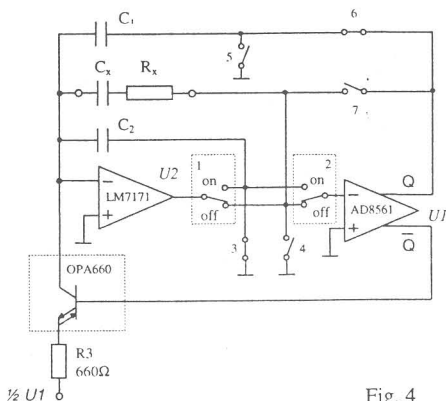 C₁
6
5
Cₓ
Rₓ
7
C₂
U2
1
2
on
on
LM7171
off
off
AD8561
Q
U1
Q̅
3
4
OPA660
R3
660Ω
½ U1
Fig. 4